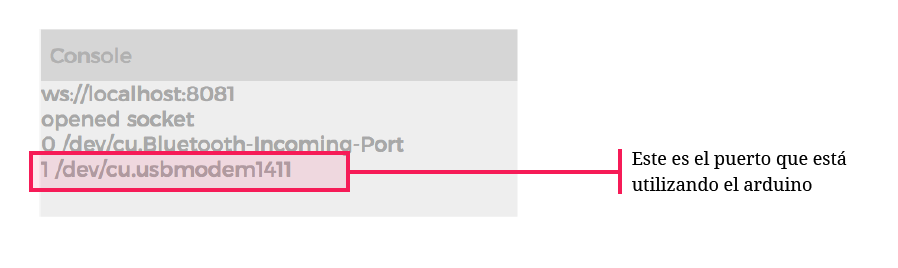 Console
ws://localhost:8081
opened socket
0 /dev/cu.Bluetooth-Incoming-Port
1 /dev/cu.usbmodem1411
Este es el puerto que está
utilizando el arduino